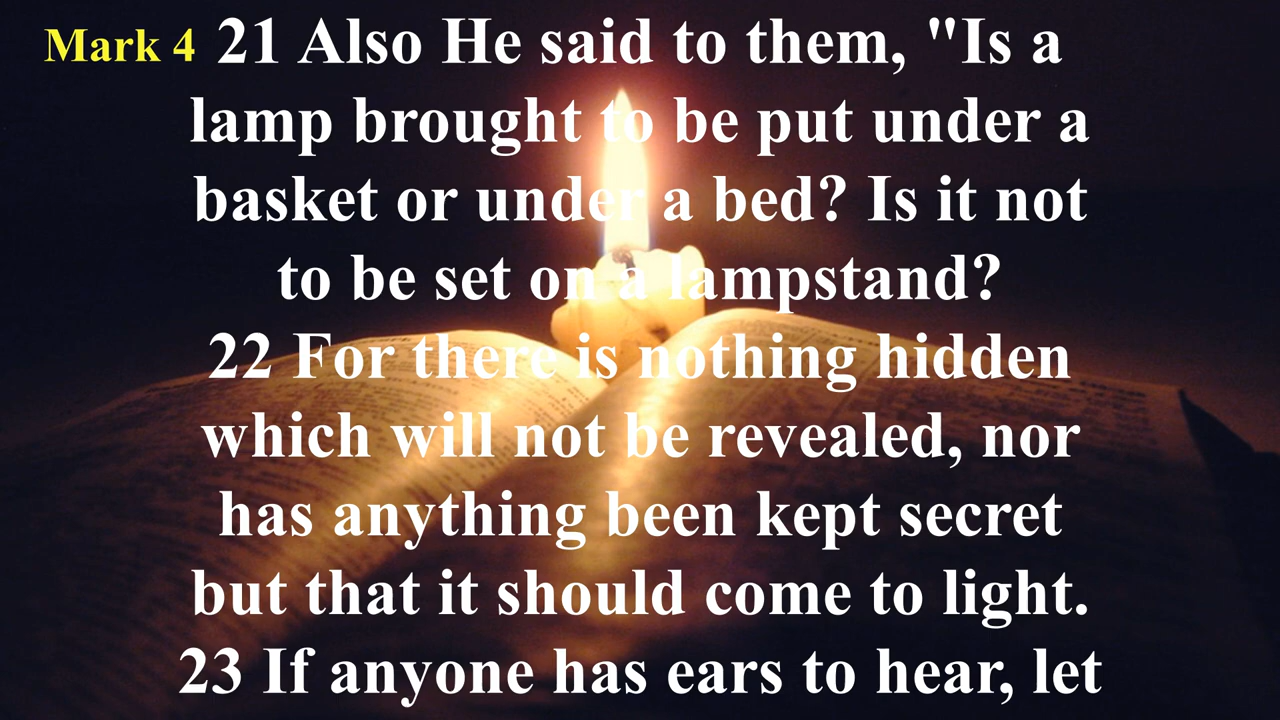 Mark 4 21 Also He said to them, "Is a
lamp brought to be put under a
basket or under a bed? Is it not
to be set on a lampstand?
22 For there is nothing hidden
which will not be revealed, nor
has anything been kept secret
but that it should come to light.
23 If anyone has ears to hear, let